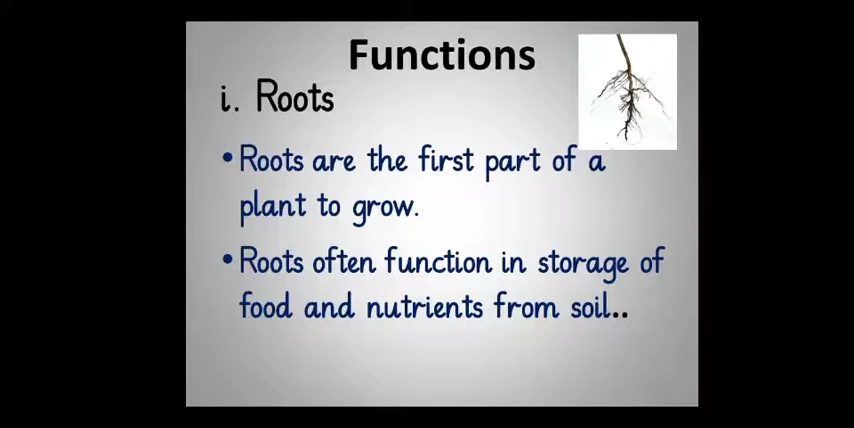 Functions
i. Roots
•Roots are the first part of a
plant to grow.
•Roots often function in storage of
food and nutrients from soil..